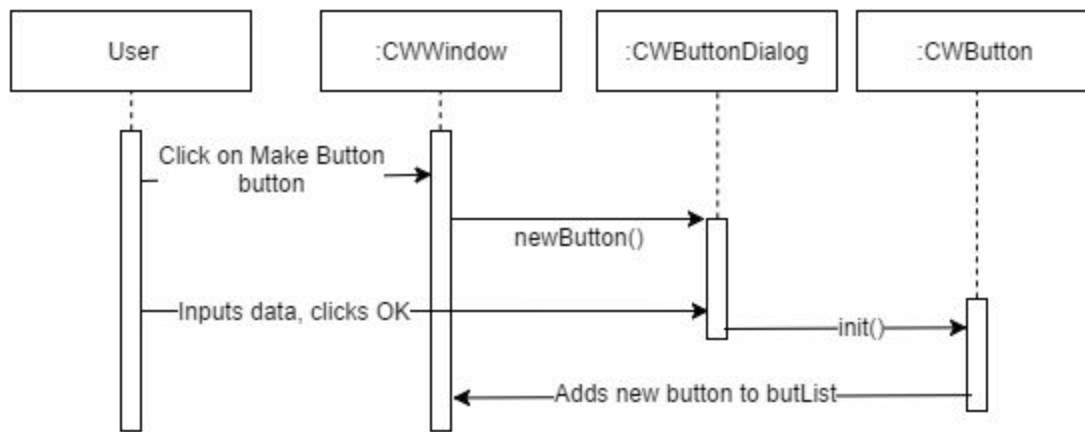 User
:CWWindow
:CWButtonDialog
:CWButton
Click on Make Button
button
newButton()
Inputs data, clicks OK
init()
Adds new button to butList